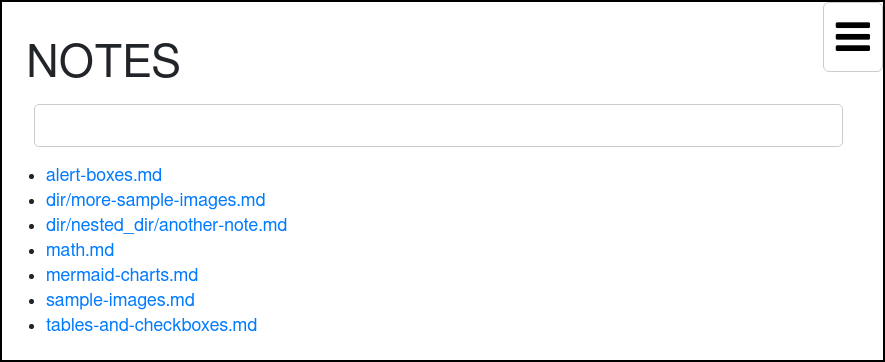 NOTES
alert-boxes.md
dir/more-sample-images.md
dir/nested_dir/another-note.md
math.md
mermaid-charts.md
sample-images.md
tables-and-checkboxes.md